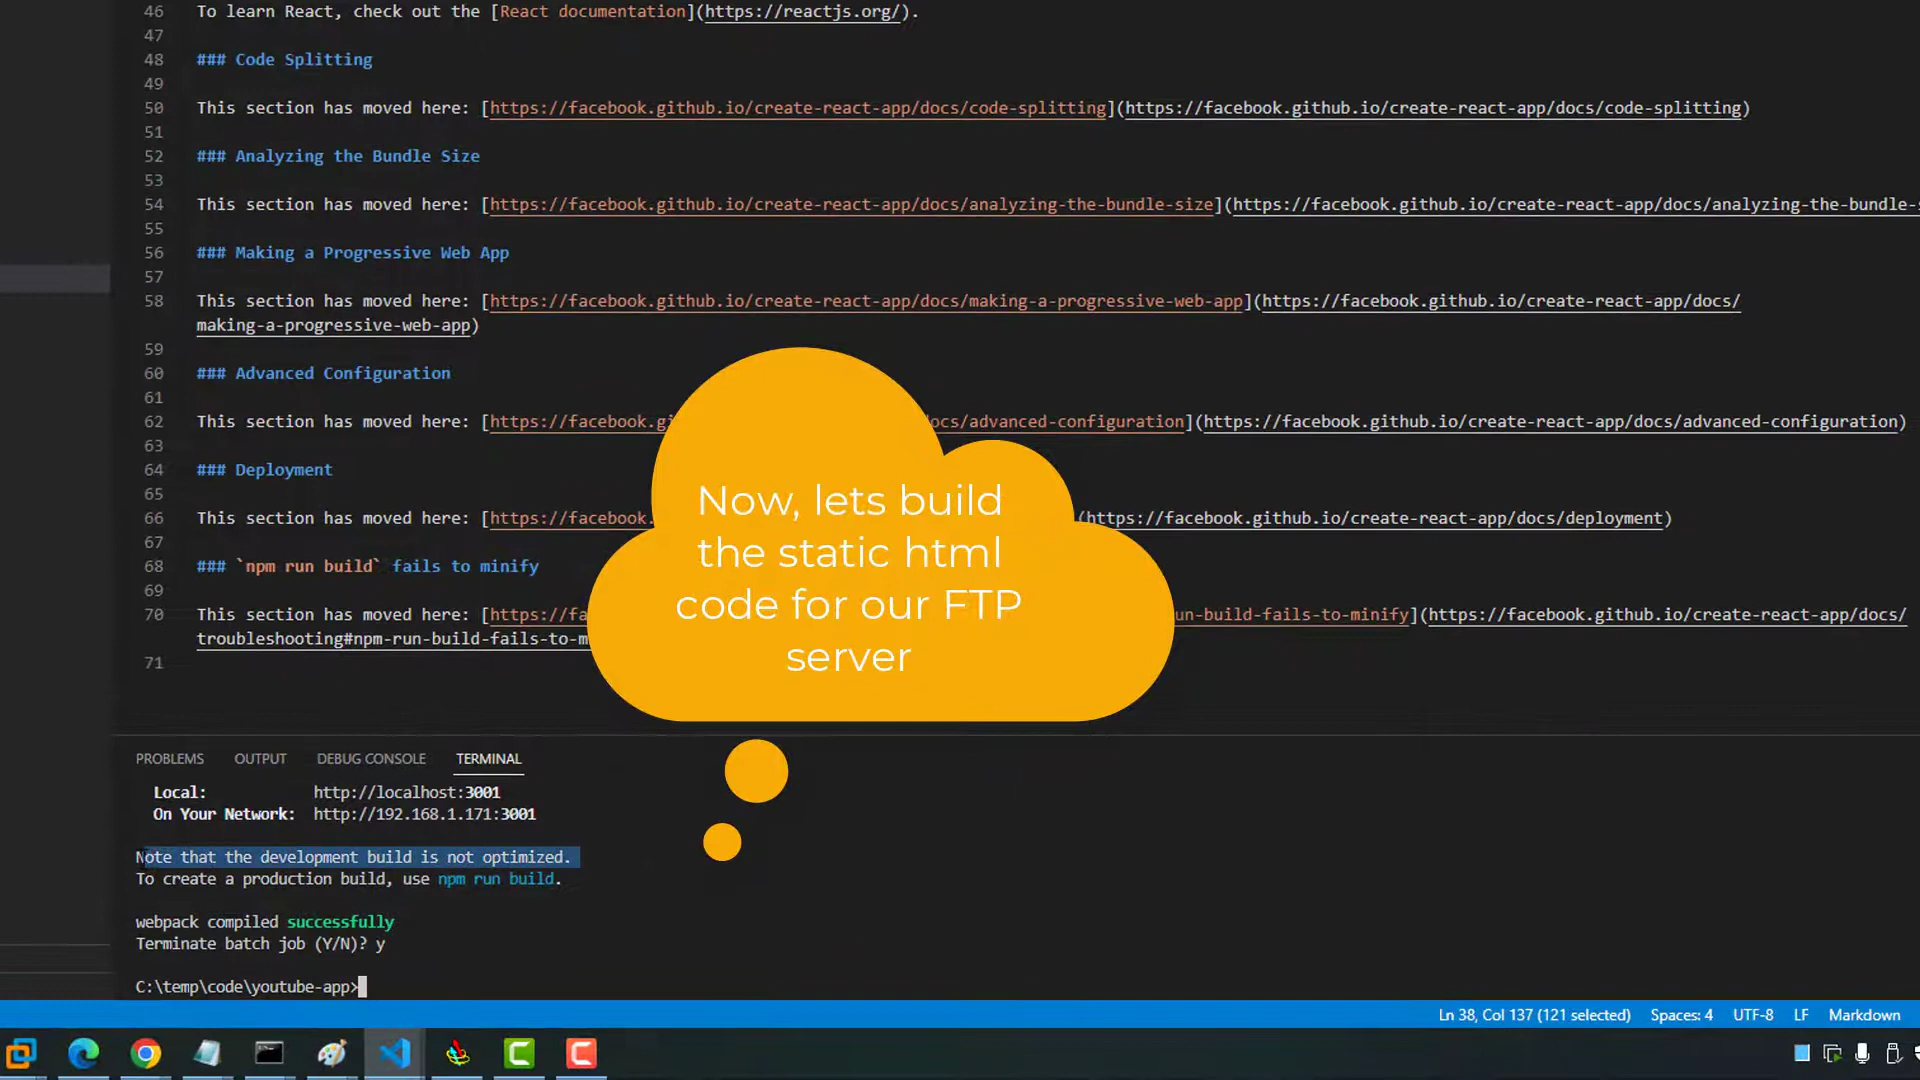 46 To learn React, check out the [React documentation](https://reactjs.org/).
47
48 ### Code Splitting
49
50 This section has moved here: [https://facebook.github.io/create-react-app/docs/code-splitting](https://facebook.github.io/create-react-app/docs/code-splitting)
51
52 ### Analyzing the Bundle Size
53
54 This section has moved here: [https://facebook.github.io/create-react-app/docs/analyzing-the-bundle-size](https://facebook.github.io/create-react-app/docs/analyzing-the-bundle-
55
56 ### Making a Progressive Web App
57
58 This section has moved here: [https://facebook.github.io/create-react-app/docs/making-a-progressive-web-app](https://facebook.github.io/create-react-app/docs/
making-a-progressive-web-app)
59
60 ### Advanced Configuration
61
62 This section has moved here: [https://facebook.g ocs/advanced-configuration](https://facebook.github.io/create-react-app/docs/advanced-configuration)
63
64 ### Deployment
65
66 This section has moved here: [https://facebook. (https://facebook.github.io/create-react-app/docs/deployment)
67
68 ### `npm run build` fails to minify
69
70 This section has moved here: [https://fa un-build-fails-to-minify](https://facebook.github.io/create-react-app/docs/
troubleshooting#npm-run-build-fails-to-m
71
Now, lets build
the static html
code for our FTP
server
PROBLEMS OUTPUT DEBUG CONSOLE TERMINAL
Local: http://localhost:3001
On Your Network: http://192.168.1.171:3001
Note that the development build is not optimized.
To create a production build, use npm run build.
webpack compiled successfully
Terminate batch job (Y/N)? y
C:\temp\code\youtube-app>
Ln 38, Col 137 (121 selected) Spaces: 4 UTF-8 LF Markdown